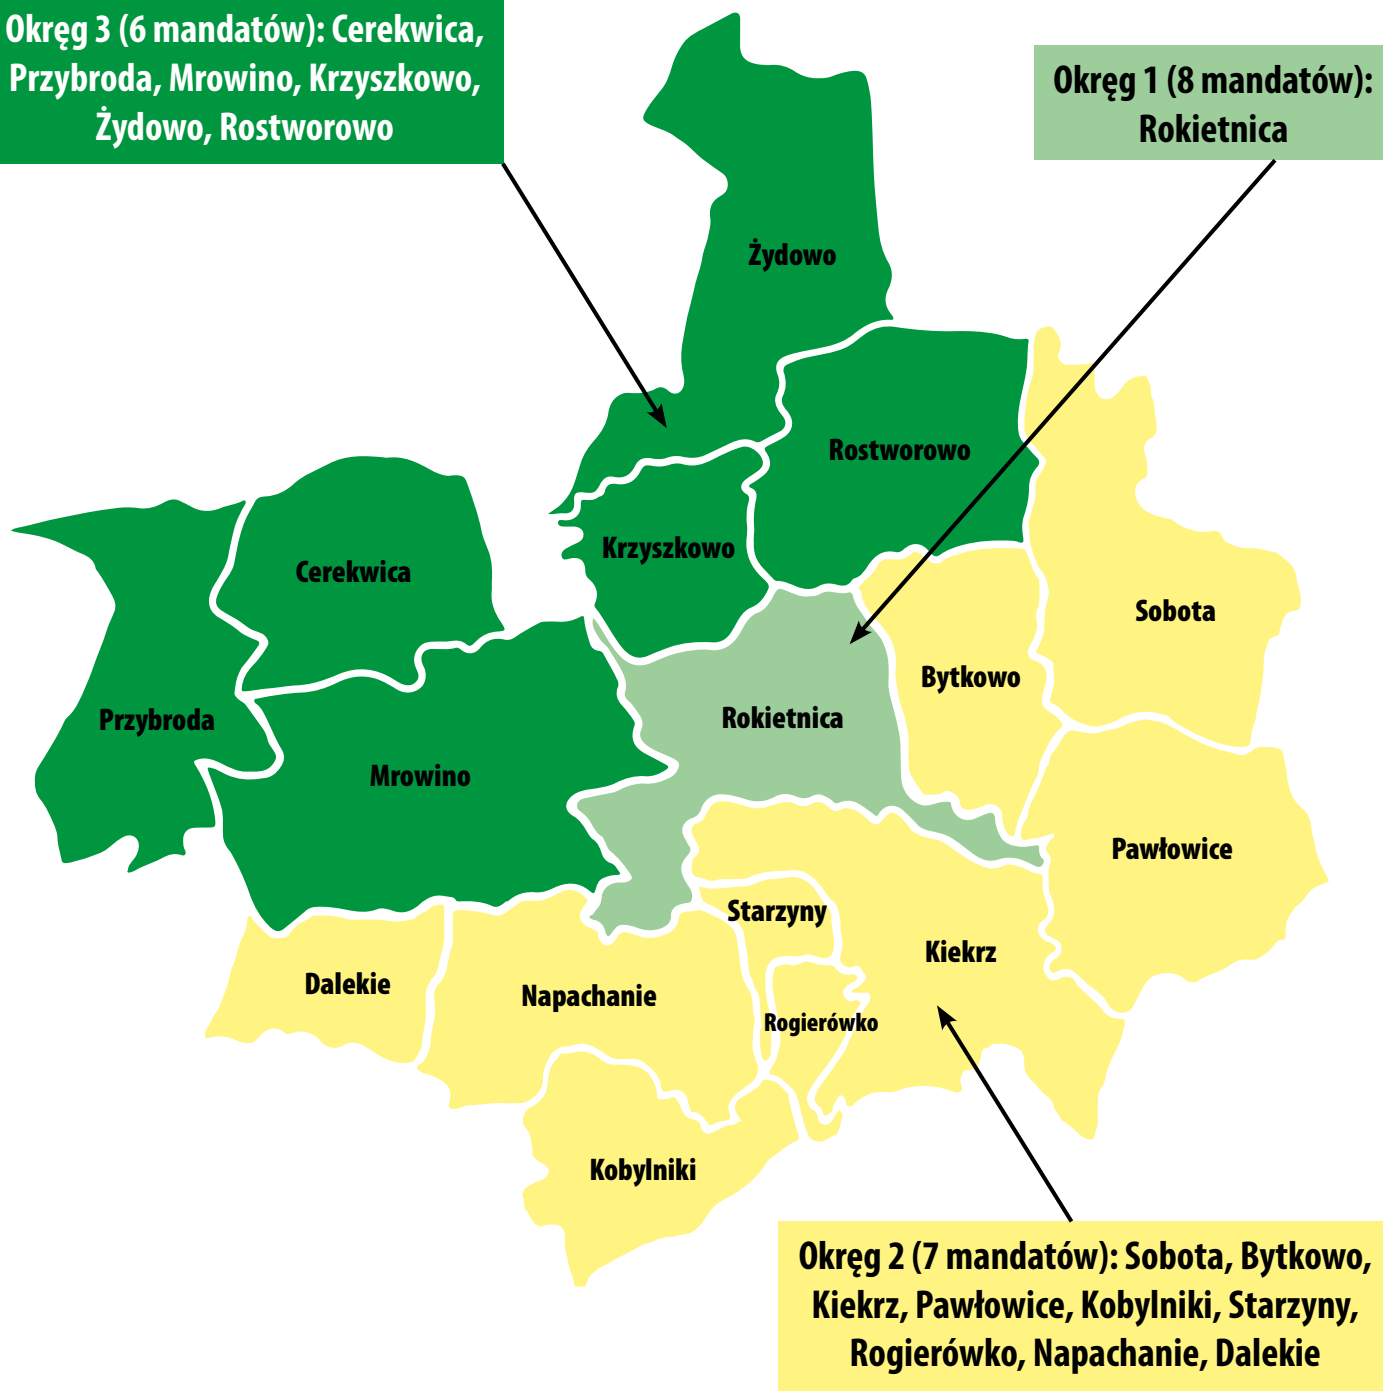 Okręg 3 (6 mandatów): Cerekwica,
Przybroda, Mrowino, Krzyszkowo,
Żydowo, Rostworowo
Okręg 1 (8 mandatów):
Rokietnica
Żydowo
Rostworowo
Krzyszkowo
Cerekwica
Sobota
Bytkowo
Rokietnica
Przybroda
Mrowino
Pawłowice
Starzyny
Kiekrz
Dalekie
Napachanie
Rogierówko
Kobylniki
Okręg 2 (7 mandatów): Sobota, Bytkowo,
Kiekrz, Pawłowice, Kobylniki, Starzyny,
Rogierówko, Napachanie, Dalekie